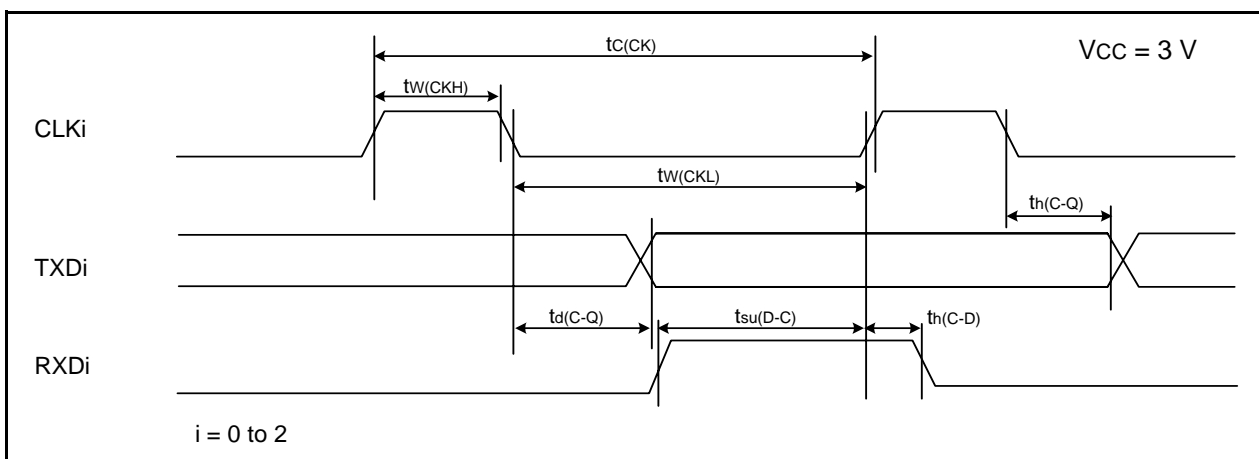 tC(CK)
VCC = 3 V
tW(CKH)
CLKi
tW(CKL)
th(C-Q)
TXDi
td(C-Q)
tsu(D-C)
th(C-D)
RXDi
i = 0 to 2